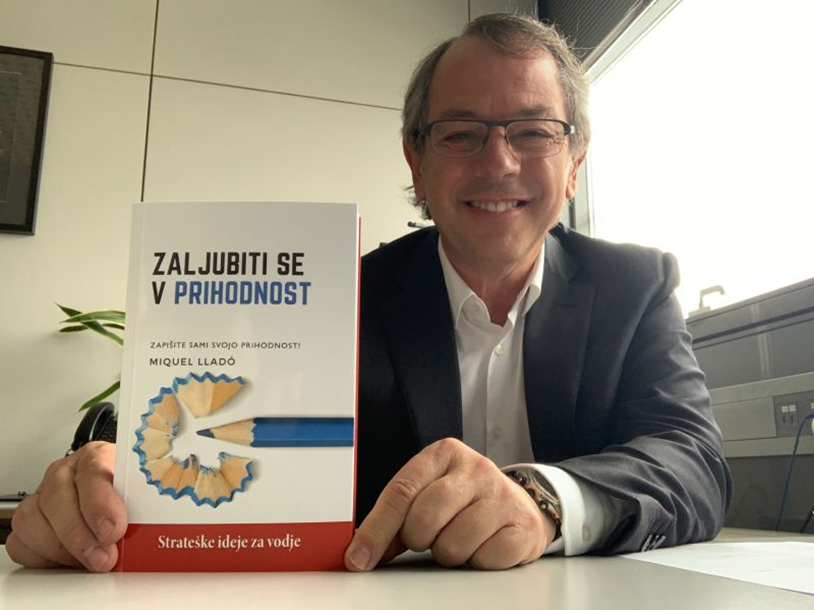 ZALJUBITI SE
V PRIHODNOST
ZAPIŠITE SAMI SVOJO PRIHODNOST!
MIQUEL LLADÓ
Strateške ideje za vodje